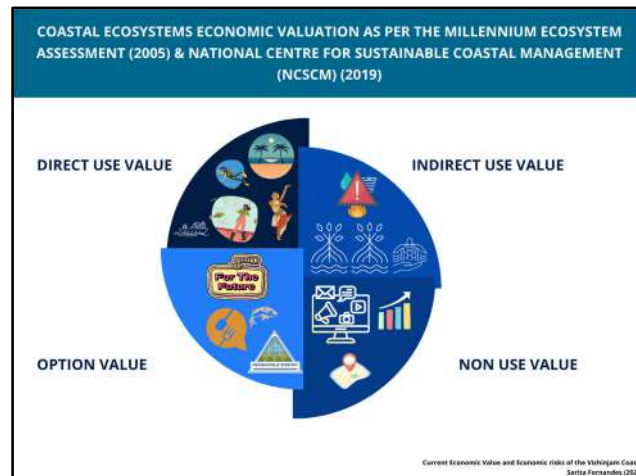 COASTAL ECOSYSTEMS ECONOMIC VALUATION AS PER THE MILLENNIUM ECOSYSTEM
ASSESSMENT (2005) & NATIONAL CENTRE FOR SUSTAINABLE COASTAL MANAGEMENT
(NCSCM) (2019)
DIRECT USE VALUE
INDIRECT USE VALUE
For The
Future
RENEWABLE ENERGY
OPTION VALUE
NON USE VALUE
Current Economic Value and Economic risks of the Vizhinjam
Sarita Fernandes